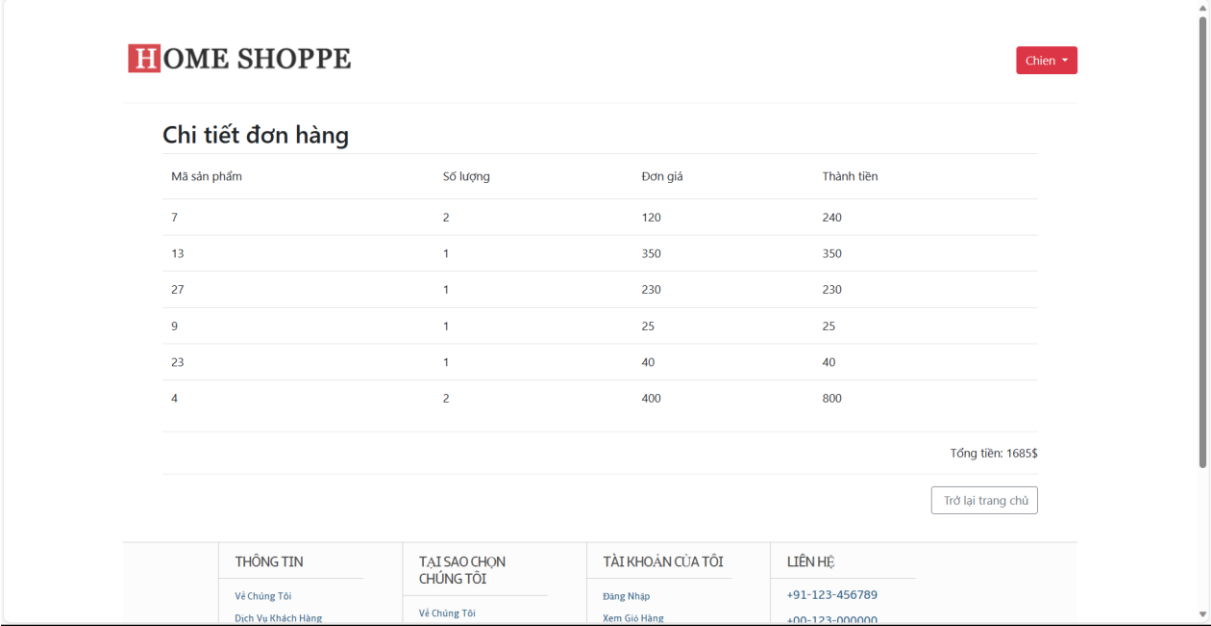 HOME SHOPPE
Chien
Chi tiết đơn hàng
Mã sản phẩm Số lượng Đơn giá Thành tiền
7 2 120 240
13 1 350 350
27 1 230 230
9 1 25 25
23 1 40 40
4 2 400 800
Tổng tiền: 1685$
Trở lại trang chủ
THÔNG TIN
Về Chúng Tôi
Dịch Vụ Khách Hàng
TẠI SAO CHỌN
CHÚNG TÔI
Về Chúng Tôi
TÀI KHOẢN CỦA TÔI
Đăng Nhập
Xem Giỏ Hàng
LIÊN HỆ
+91-123-456789
+00-123-000000